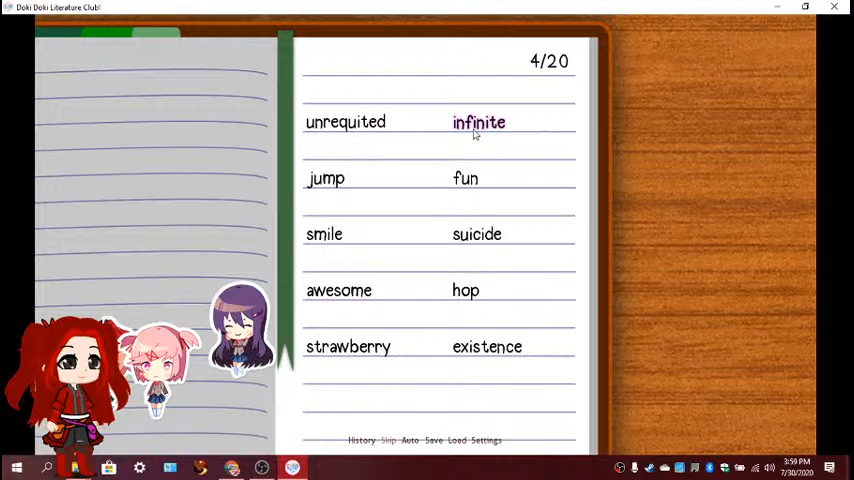 Doki Doki Literature Club!
4/20
unrequited infinite
jump fun
smile suicide
awesome hop
strawberry existence
History Skip Auto Save Load Settings
3:59 PM
7/30/2020